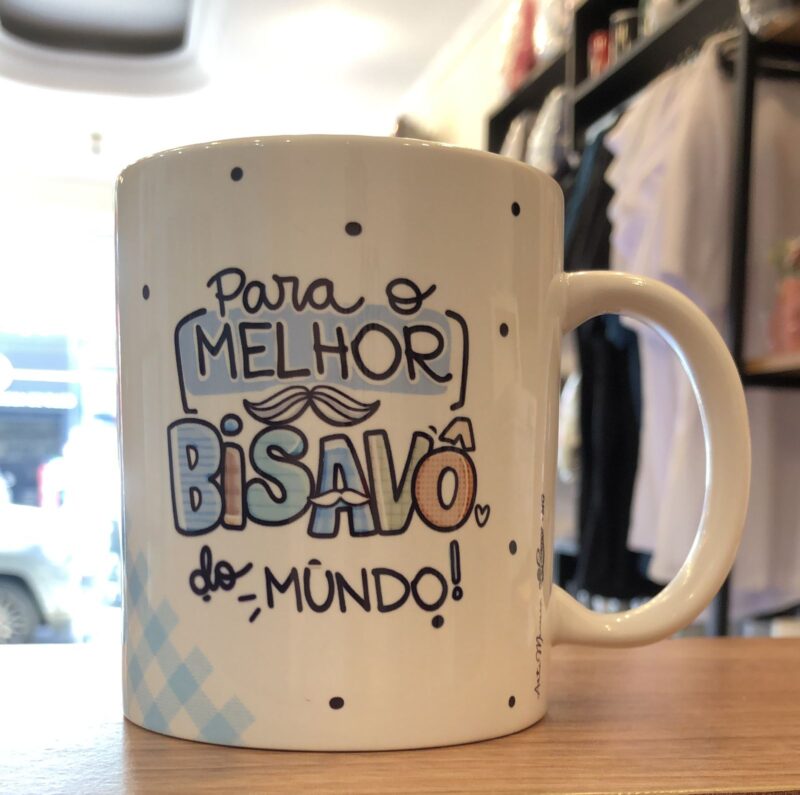 Para o
MELHOR
BiSAVÔ
do MUNDO!